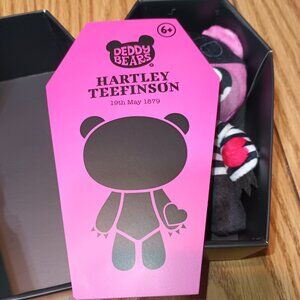 6+
DEDDY
BEARS
HARTLEY
TEEFINSON
19th May 1879